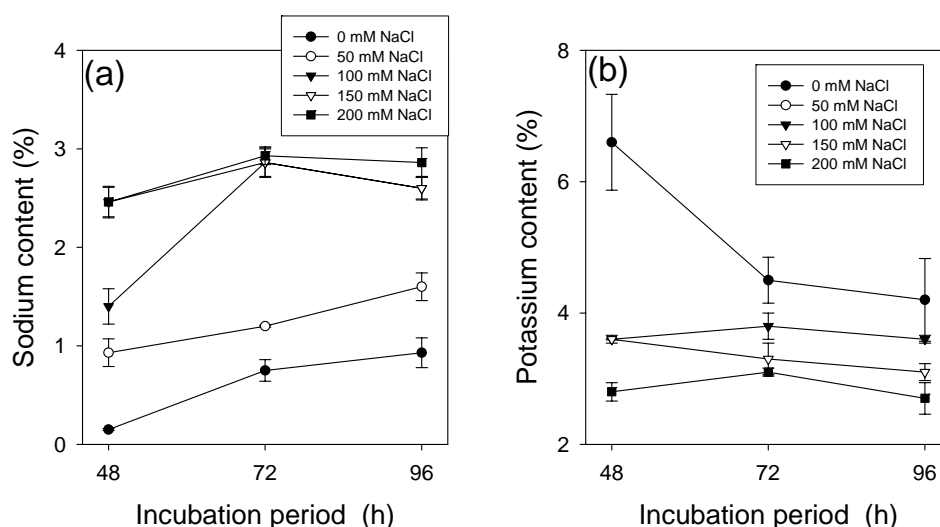 0 mM NaCl
50 mM NaCl
100 mM NaCl
150 mM NaCl
200 mM NaCl
(a)
Sodium content (%)
4
3
2
1
0
48
72
96
Incubation period (h)
0 mM NaCl
50 mM NaCl
100 mM NaCl
150 mM NaCl
200 mM NaCl
(b)
Potassium content (%)
8
6
4
2
48
72
96
Incubation period (h)